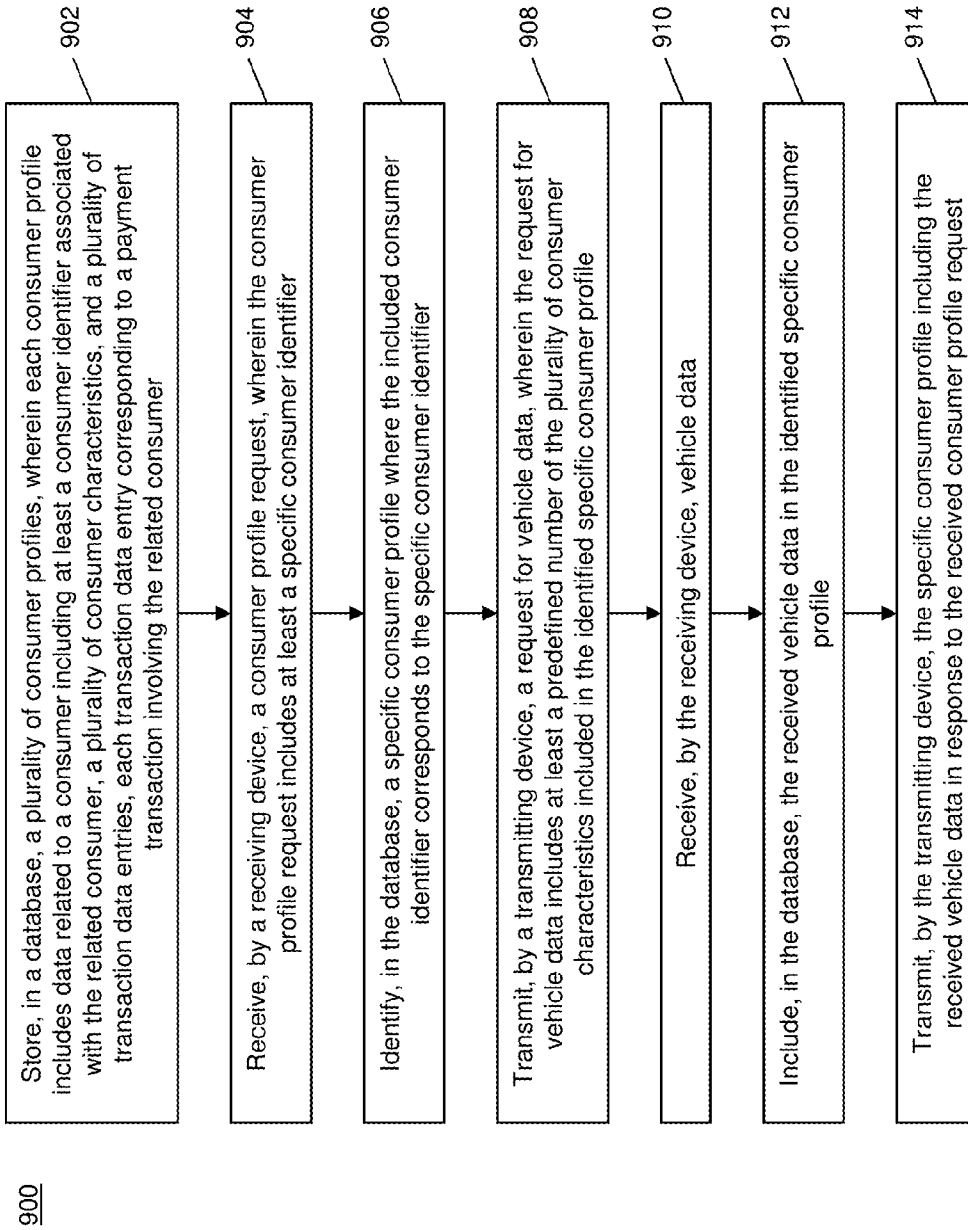 900
Store, in a database, a plurality of consumer profiles, wherein each consumer profile
includes data related to a consumer including at least a consumer identifier associated
with the related consumer, a plurality of consumer characteristics, and a plurality of
transaction data entries, each transaction data entry corresponding to a payment
transaction involving the related consumer
902
Receive, by a receiving device, a consumer profile request, wherein the consumer
profile request includes at least a specific consumer identifier
904
Identify, in the database, a specific consumer profile where the included consumer
identifier corresponds to the specific consumer identifier
906
Transmit, by a transmitting device, a request for vehicle data, wherein the request for
vehicle data includes at least a predefined number of the plurality of consumer
characteristics included in the identified specific consumer profile
908
Receive, by the receiving device, vehicle data
910
Include, in the database, the received vehicle data in the identified specific consumer
profile
912
Transmit, by the transmitting device, the specific consumer profile including the
received vehicle data in response to the received consumer profile request
914